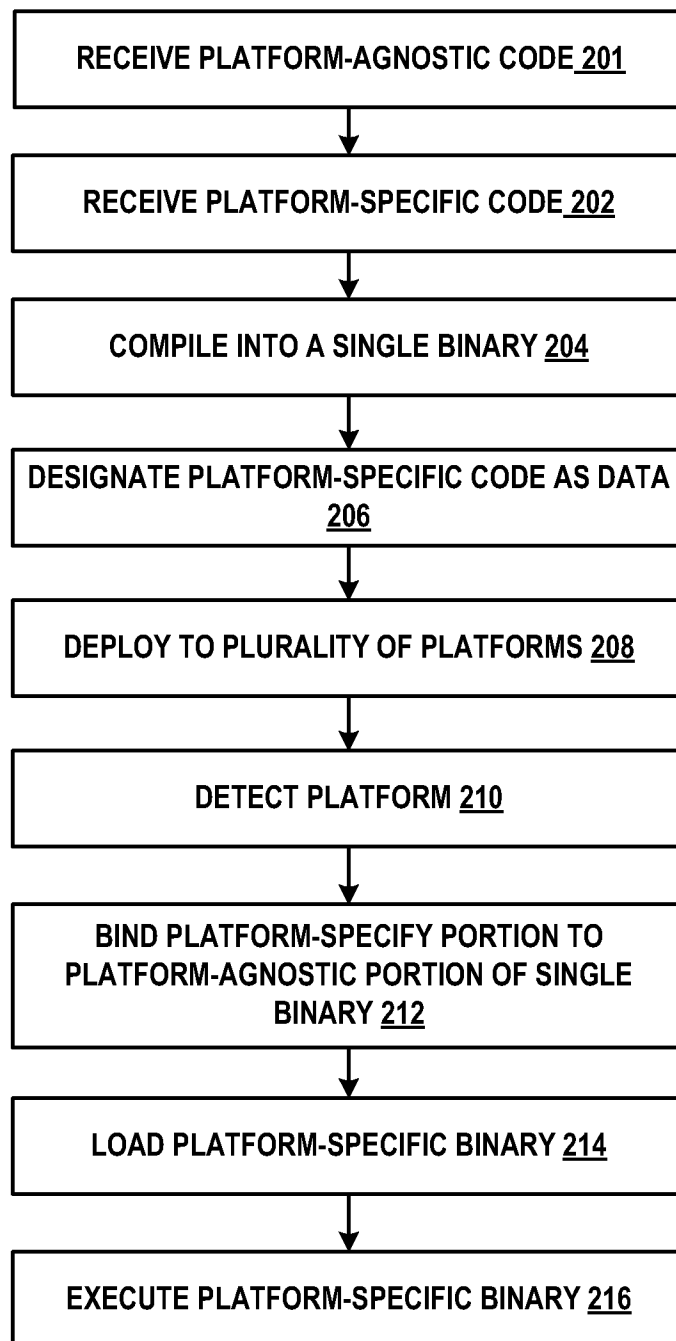 RECEIVE PLATFORM-AGNOSTIC CODE 201
RECEIVE PLATFORM-SPECIFIC CODE 202
COMPILE INTO A SINGLE BINARY 204
DESIGNATE PLATFORM-SPECIFIC CODE AS DATA
206
DEPLOY TO PLURALITY OF PLATFORMS 208
DETECT PLATFORM 210
BIND PLATFORM-SPECIFY PORTION TO
PLATFORM-AGNOSTIC PORTION OF SINGLE
BINARY 212
LOAD PLATFORM-SPECIFIC BINARY 214
EXECUTE PLATFORM-SPECIFIC BINARY 216